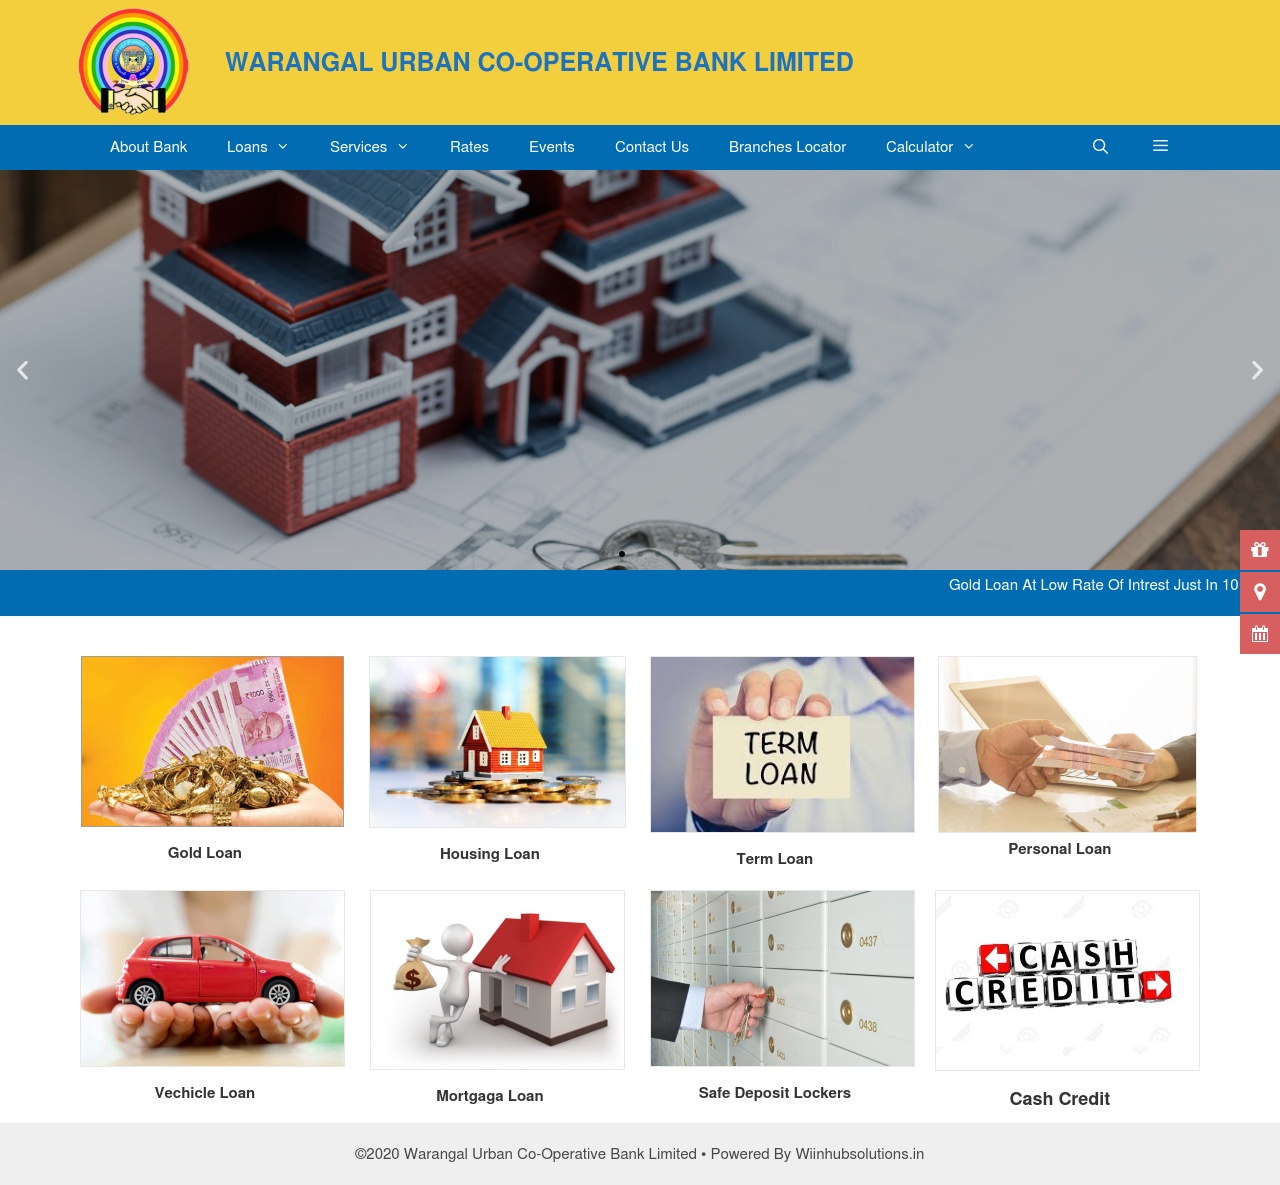 WARANGAL URBAN CO-OPERATIVE BANK LIMITED
About Bank Loans Services Rates Events Contact Us Branches Locator Calculator
1560
Gold Loan At Low Rate Of Intrest Just In 10
TERM
LOAN
Gold Loan
Housing Loan
Term Loan
Personal Loan
0437
0438
CASH
CREDIT
Vechicle Loan
Mortgaga Loan
Safe Deposit Lockers
Cash Credit
©2020 Warangal Urban Co-Operative Bank Limited • Powered By Wiinhubsolutions.in